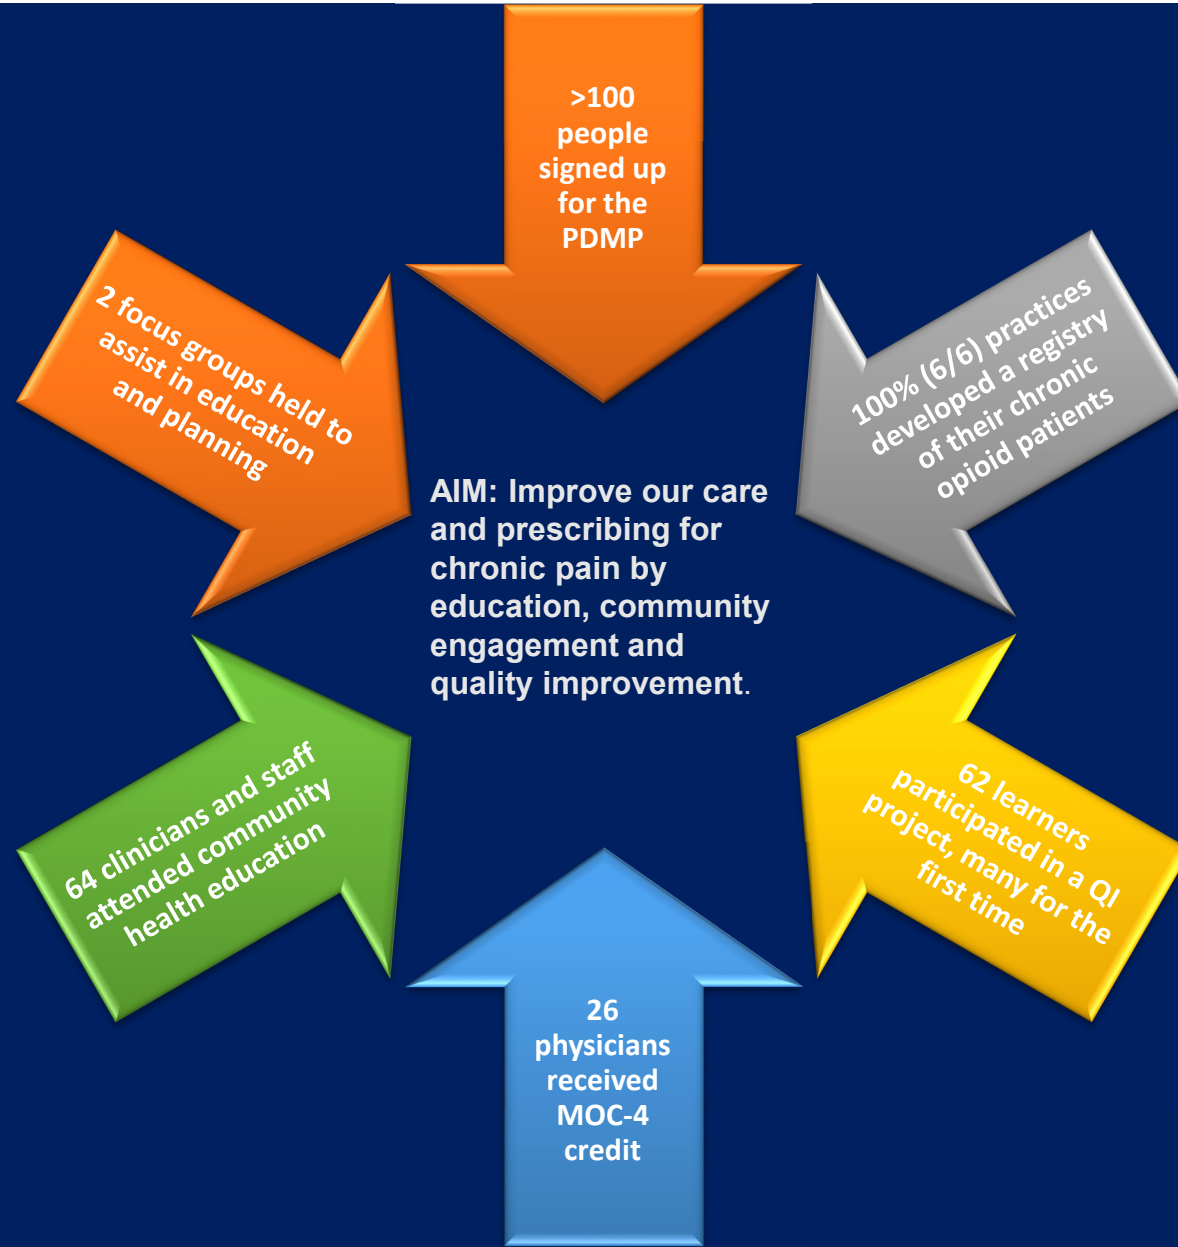 >100
people
signed up
for the
PDMP
100% (6/6) practices
developed a registry
of their chronic
opioid patients
62 learners
participated in a QI
project, many for the
first time
26
physicians
received
MOC-4
credit
64 clinicians and staff
attended community
health education
2 focus groups held to
assist in education
and planning
AIM: Improve our care
and prescribing for
chronic pain by
education, community
engagement and
quality improvement.